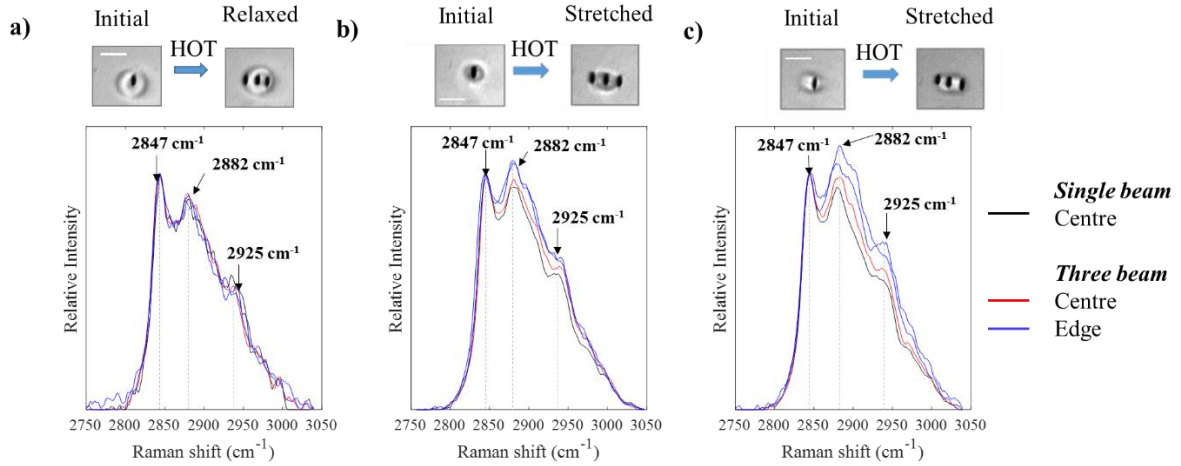 a)
Initial
Relaxed
HOT
2847 cm-1
2882 cm-1
2925 cm-1
Relative Intensity
2750 2800 2850 2900 2950 3000 3050
Raman shift (cm-1)
b)
Initial
Stretched
HOT
2847 cm-1
2882 cm-1
2925 cm-1
Relative Intensity
2750 2800 2850 2900 2950 3000 3050
Raman shift (cm-1)
c)
Initial
Stretched
HOT
2847 cm-1
2882 cm-1
2925 cm-1
Relative Intensity
2750 2800 2850 2900 2950 3000 3050
Raman shift (cm-1)
Single beam
Centre
Three beam
Centre
Edge